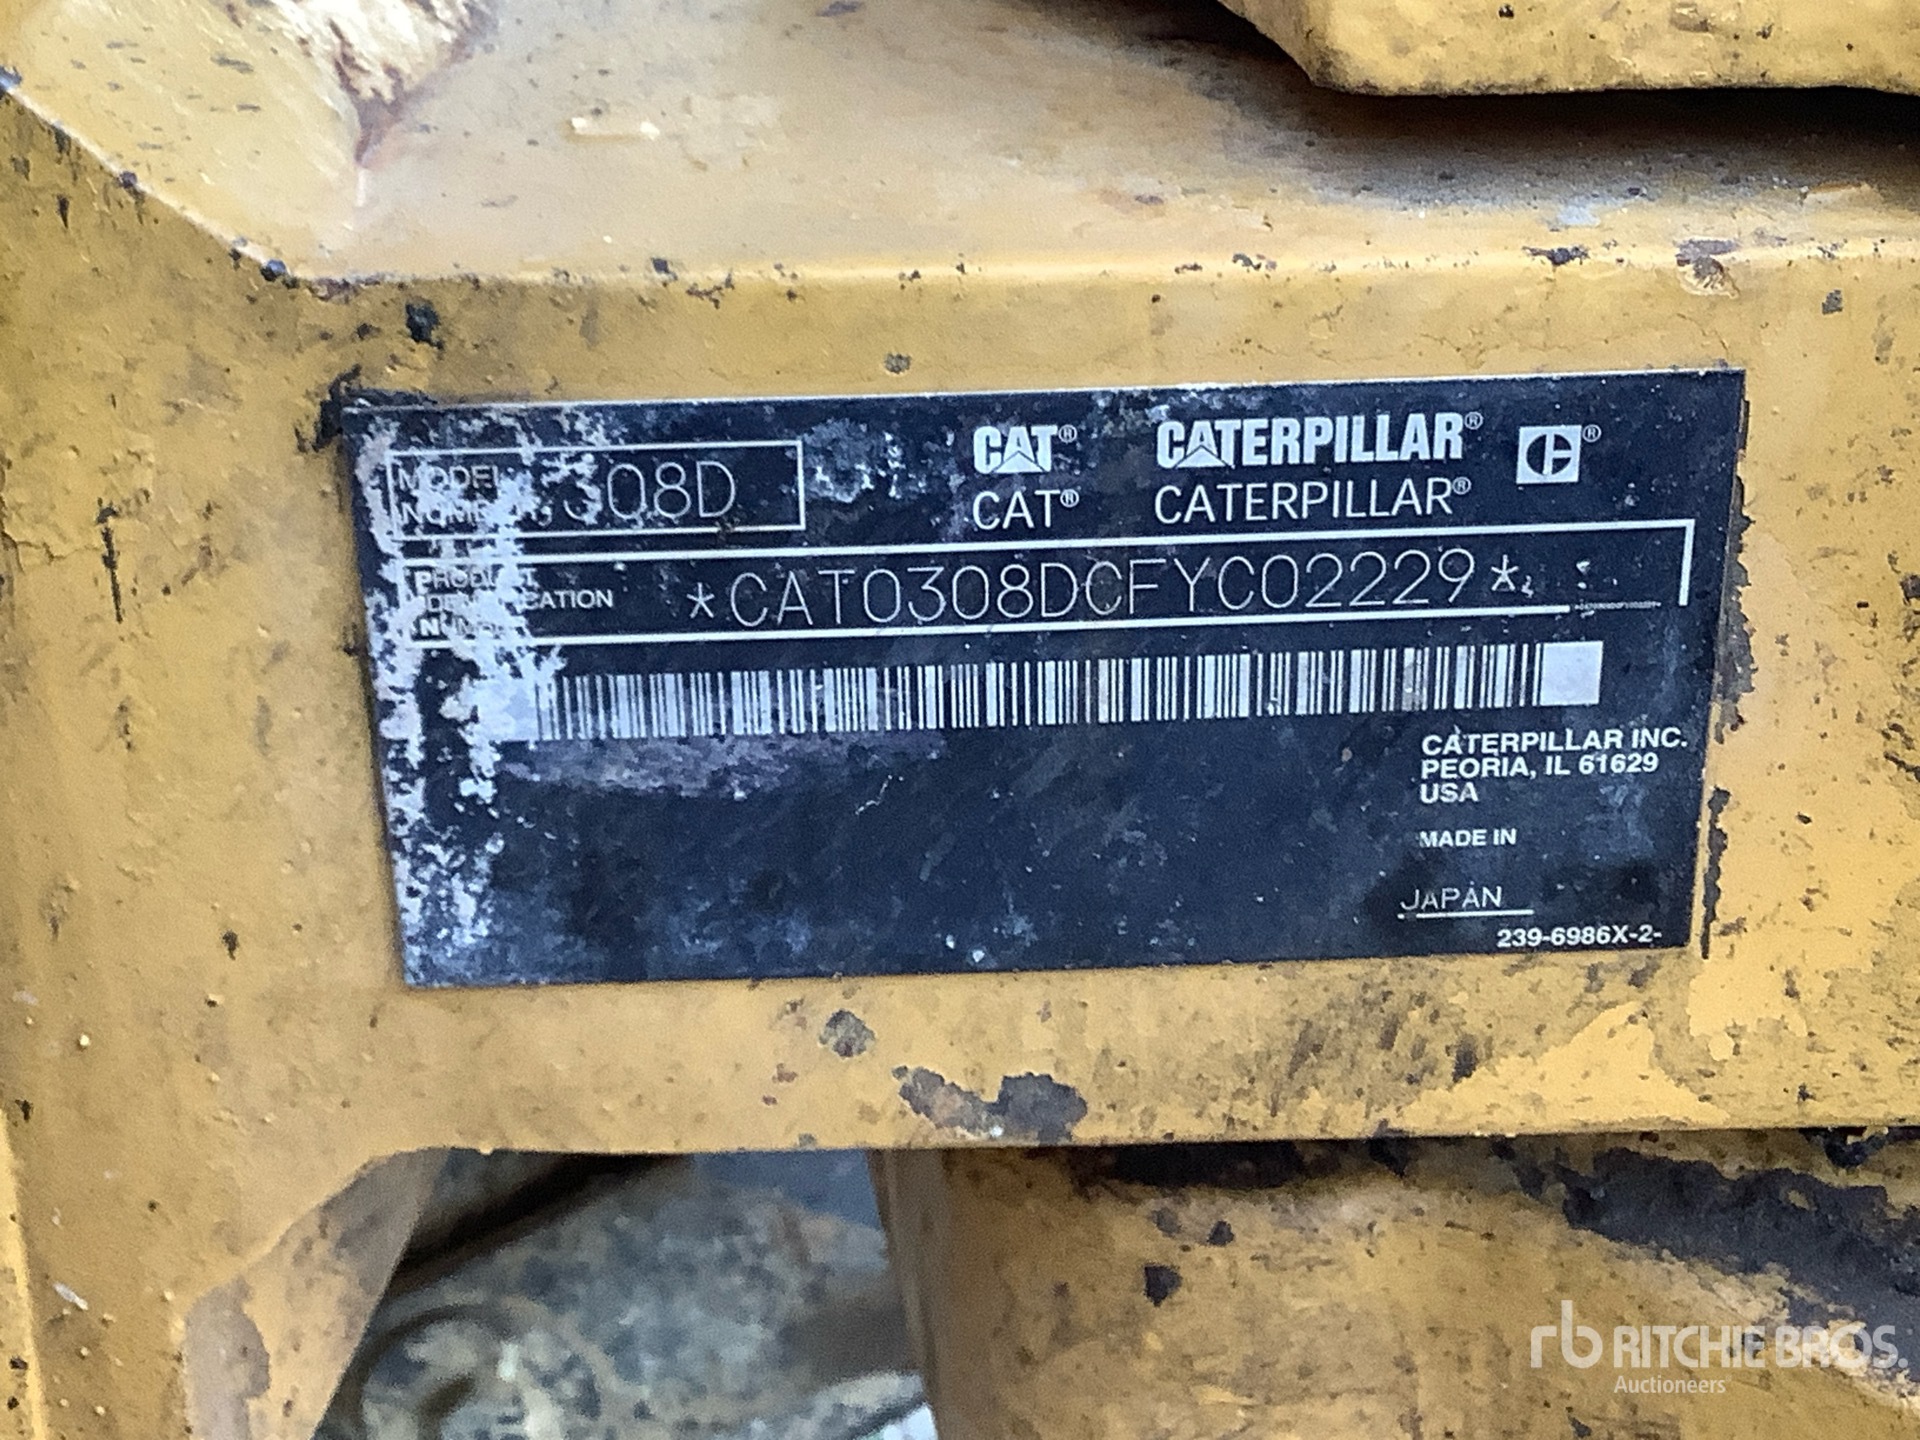 CAT® CATERPILLAR® C®
CAT® CATERPILLAR®
MODEL 308D
NUMBER
PRODUCT
IDENTIFICATION *CAT0308DCFYC02229*
NUMBER
CATERPILLAR INC.
PEORIA, IL 61629
USA
MADE IN
JAPAN
239-6986X-2-
rb RITCHIE BROS.
Auctioneers